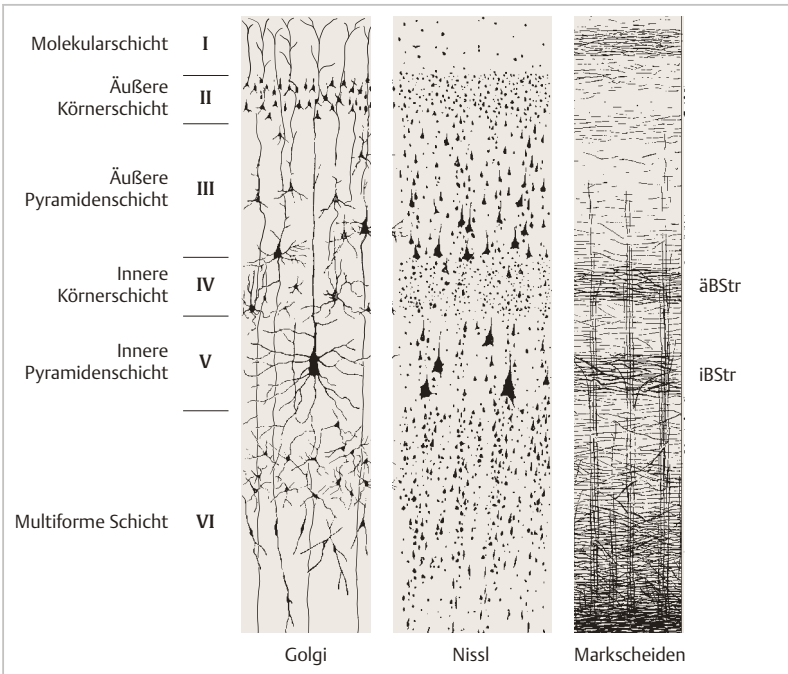 Molekularschicht I
Äußere
Körnerschicht II
Äußere
Pyramidenschicht III
Innere
Körnerschicht IV
äBStr
Innere
Pyramidenschicht V
iBStr
Multiforme Schicht VI
Golgi Nissl Markscheiden